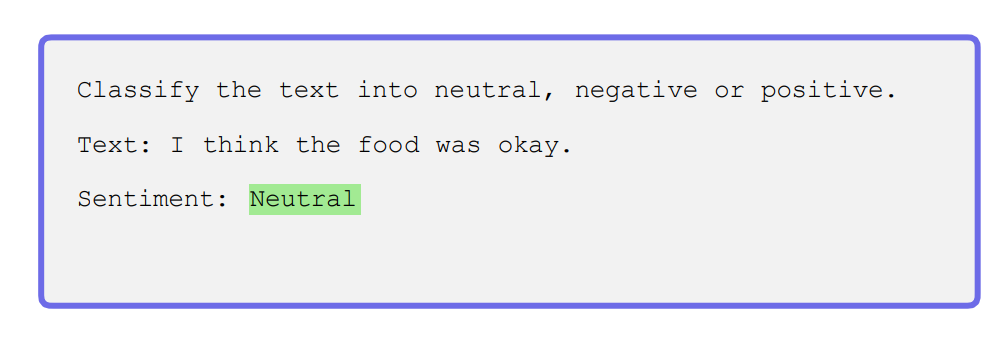 Classify the text into neutral, negative or positive.
Text: I think the food was okay.
Sentiment: Neutral